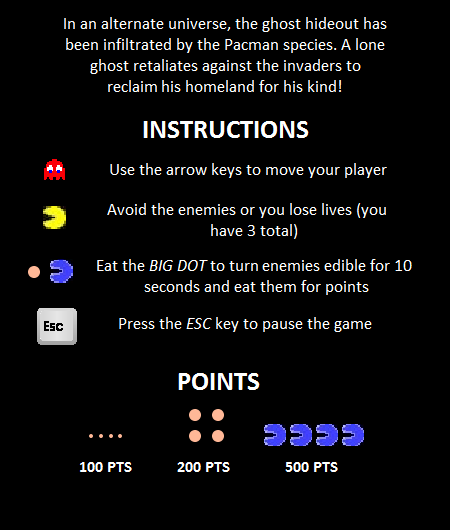 In an alternate universe, the ghost hideout has
been infiltrated by the Pacman species. A lone
ghost retaliates against the invaders to
reclaim his homeland for his kind!
INSTRUCTIONS
Use the arrow keys to move your player
Avoid the enemies or you lose lives (you
have 3 total)
Eat the BIG DOT to turn enemies edible for 10
seconds and eat them for points
Esc
Press the ESC key to pause the game
POINTS
100 PTS 200 PTS 500 PTS